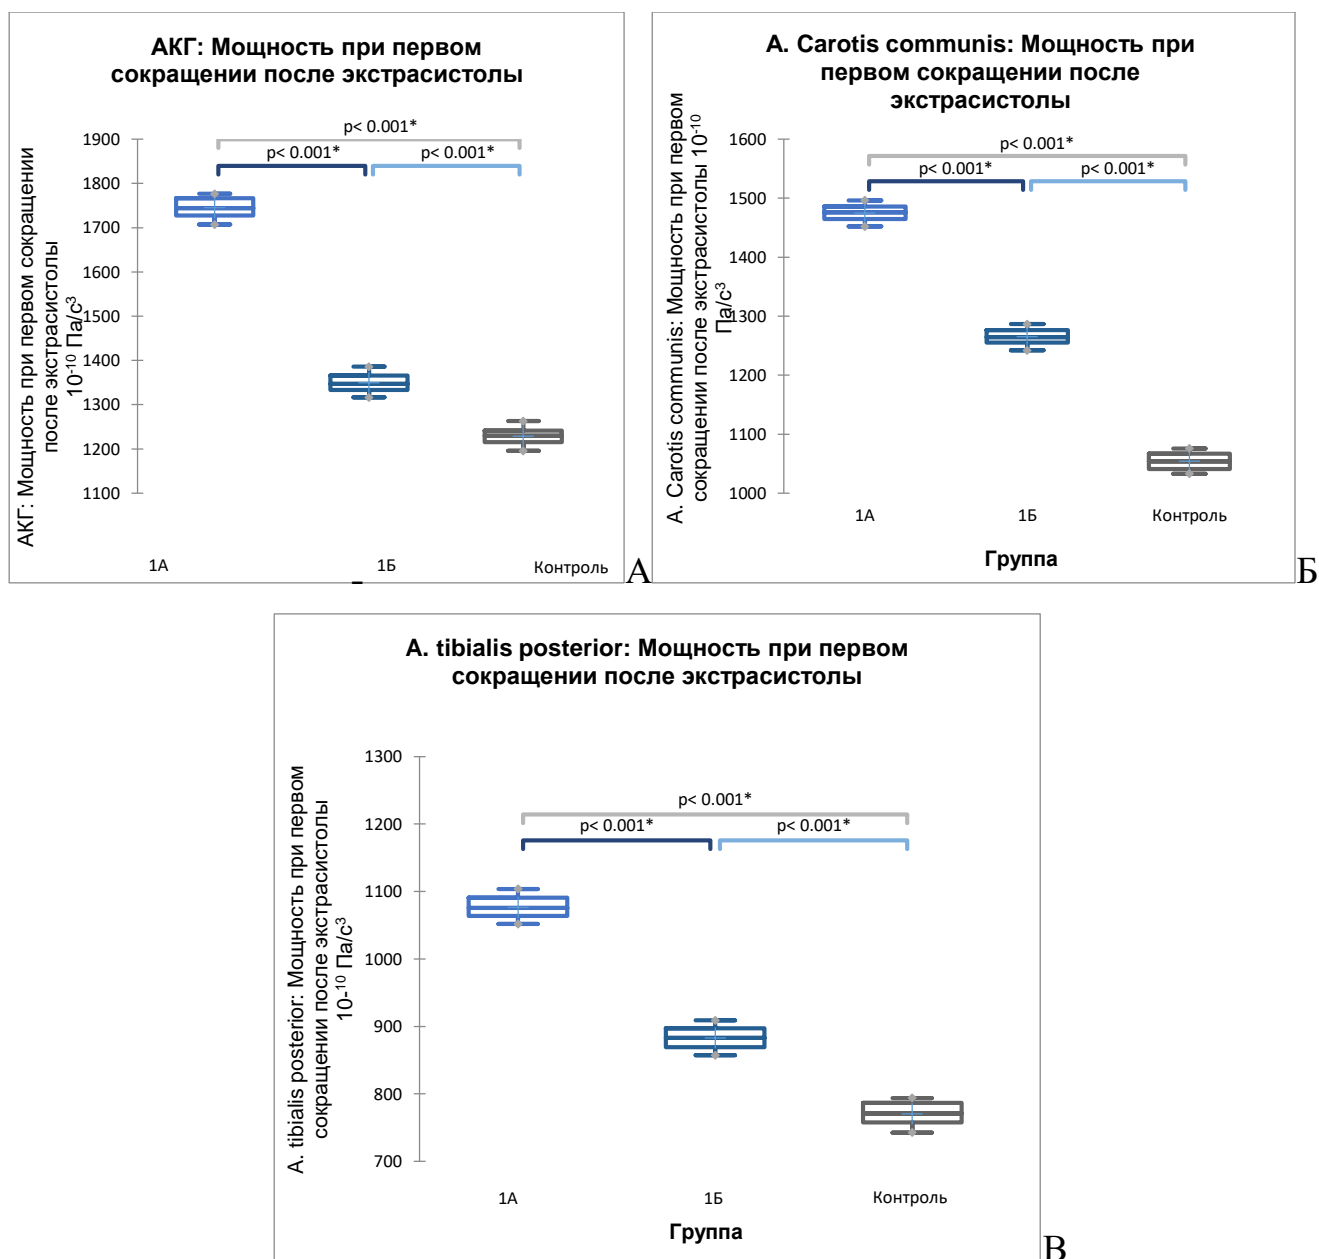 АКГ: Мощность при первом
сокращении после экстрасистолы
АКГ: Мощность при первом сокращении
после экстрасистолы
10⁻¹⁰ Па/с³
1900
1800
1700
1600
1500
1400
1300
1200
1100
p< 0.001*
p< 0.001*
p< 0.001*
1А
1Б
Контроль
А
A. Carotis communis: Мощность при
первом сокращении после
экстрасистолы
A. Carotis communis: Мощность при первом
сокращении после экстрасистолы 10⁻¹⁰
Па/с³
1600
1500
1400
1300
1200
1100
1000
p< 0.001*
p< 0.001*
p< 0.001*
1А
1Б
Контроль
Группа
Б
A. tibialis posterior: Мощность при первом
сокращении после экстрасистолы
A. tibialis posterior: Мощность при первом
сокращении после экстрасистолы
10-¹⁰ Па/с³
1300
1200
1100
1000
900
800
700
p< 0.001*
p< 0.001*
p< 0.001*
1А
1Б
Контроль
Группа
В